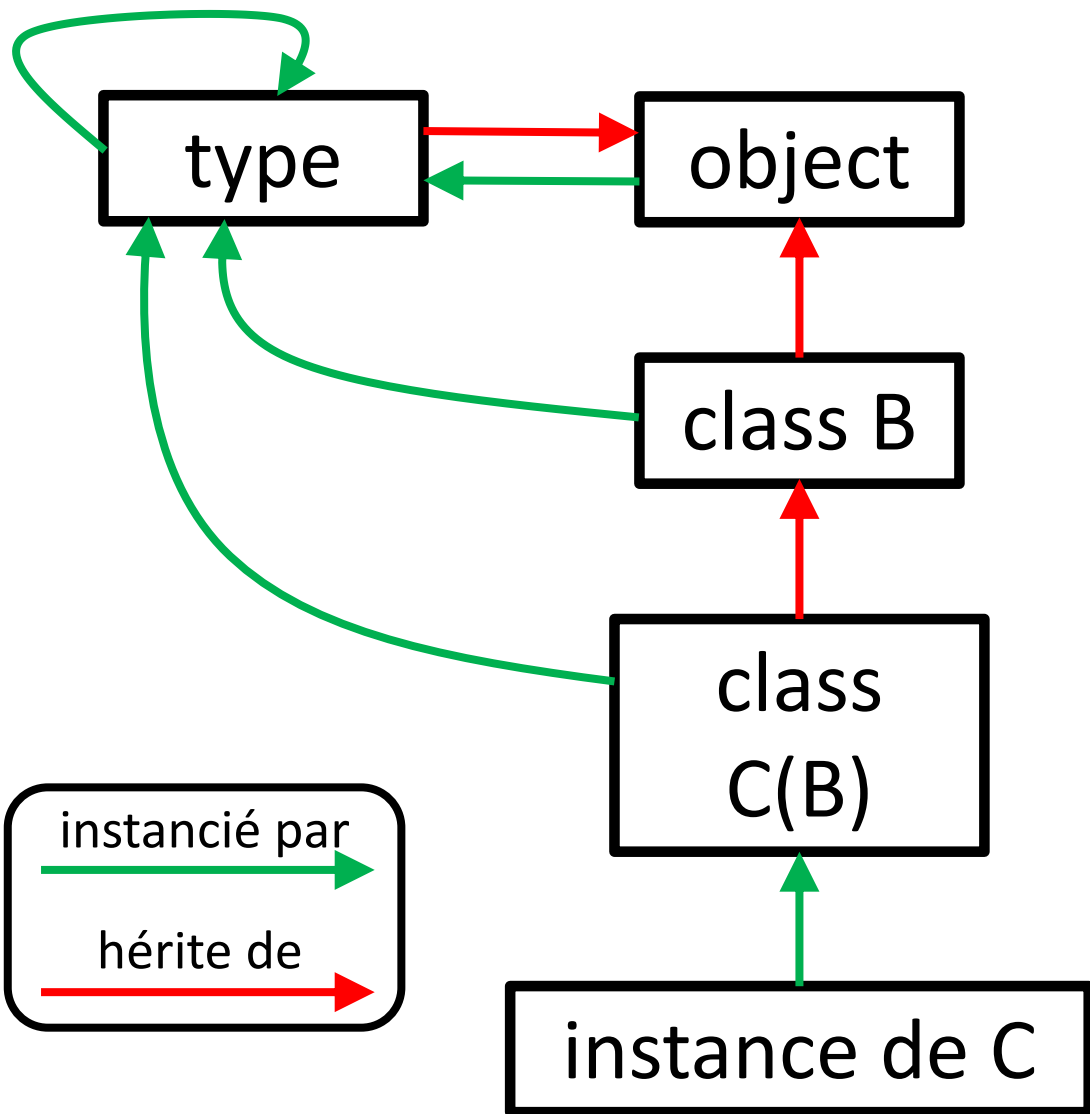 type
object
class B
class
C(B)
instancié par
hérite de
instance de C